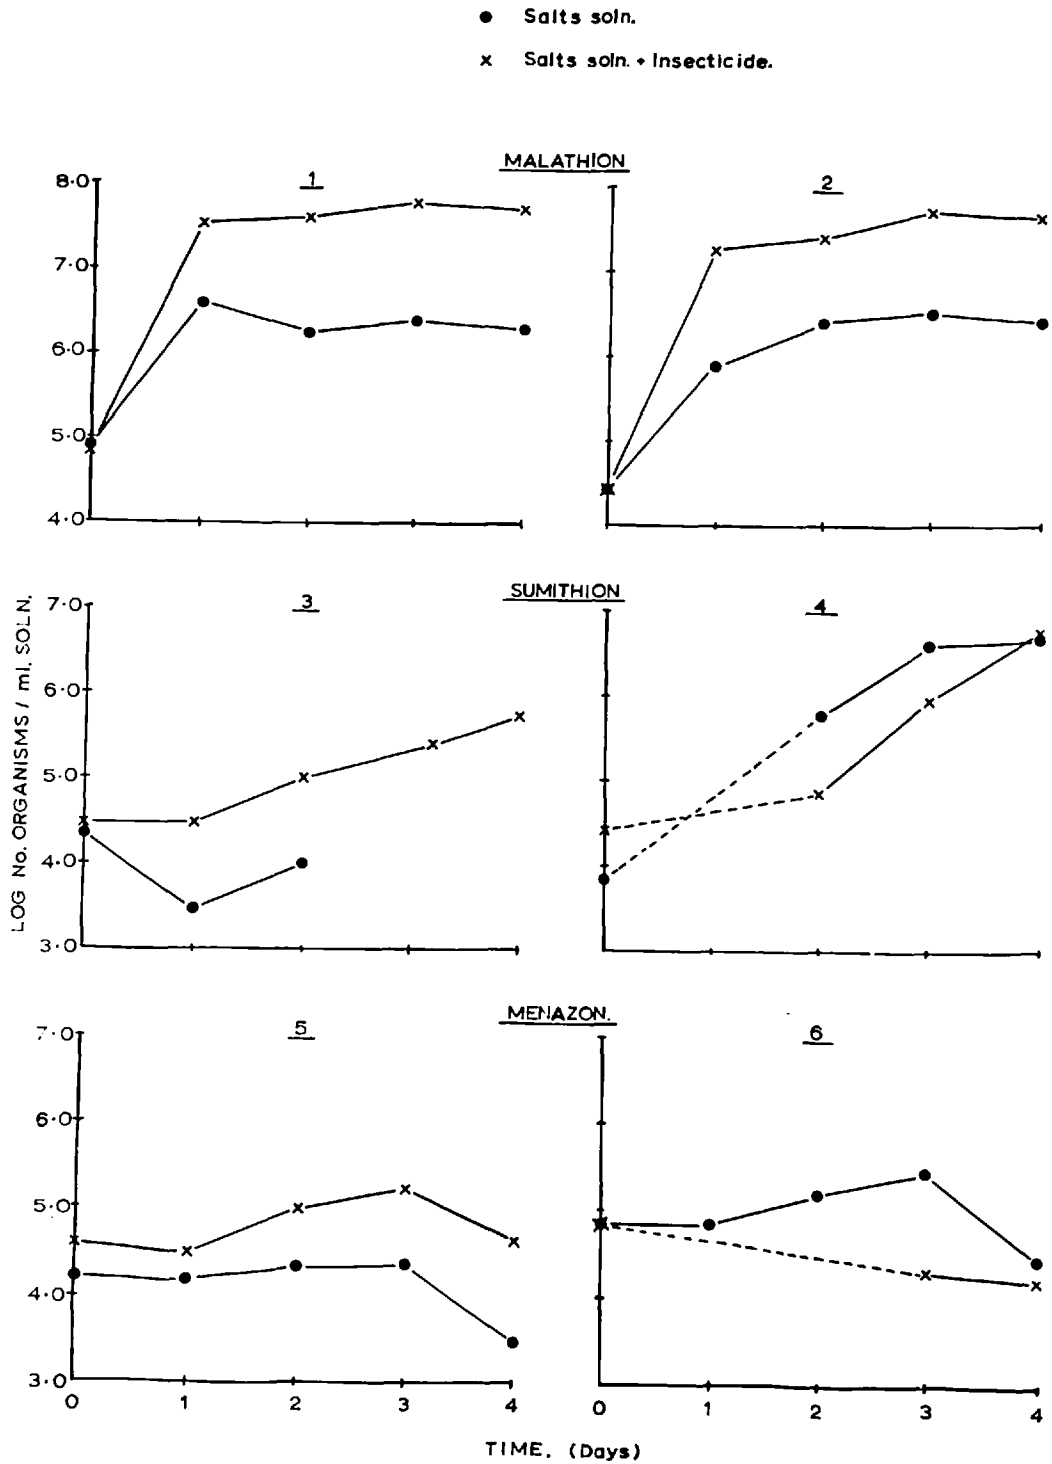 ● Salts soln.
× Salts soln. + Insecticide.
MALATHION
1
2
8.0
7.0
6.0
5.0
4.0
SUMITHION
3
4
7.0
6.0
5.0
4.0
3.0
LOG No. ORGANISMS / ml. SOLN.
MENAZON.
5
6
7.0
6.0
5.0
4.0
3.0
0 1 2 3 4
0 1 2 3 4
TIME. (Days)